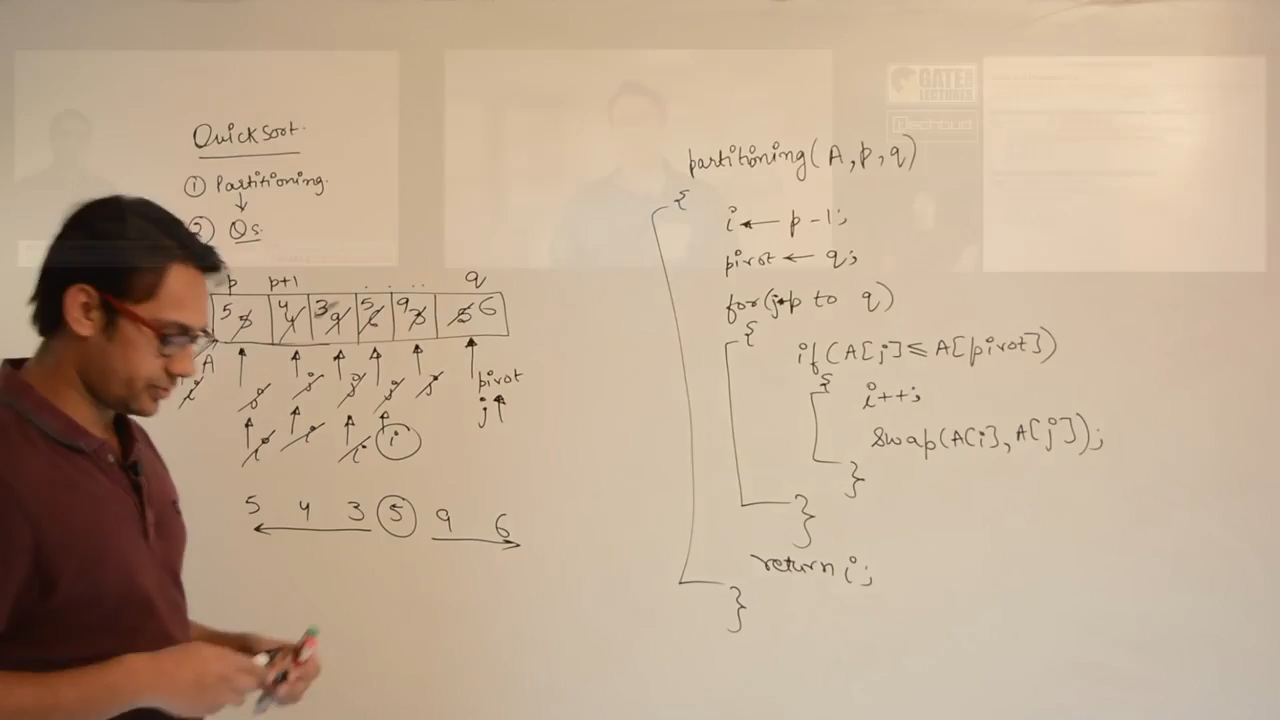 QuickSort.
① Partitioning.
② Qs.
p p+1 . . . . q
5 4 3 5 9 6
A
i j j j j j pivot
i i i i j
5 4 3 5 9 6
GATE
LECTURES
techtud
partitioning(A,p,q)
{
i ← p-1;
pivot ← q;
for(j→p to q)
{
if(A[j]≤A[pivot])
{
i++;
swap(A[i],A[j]);
}
}
return i;
}